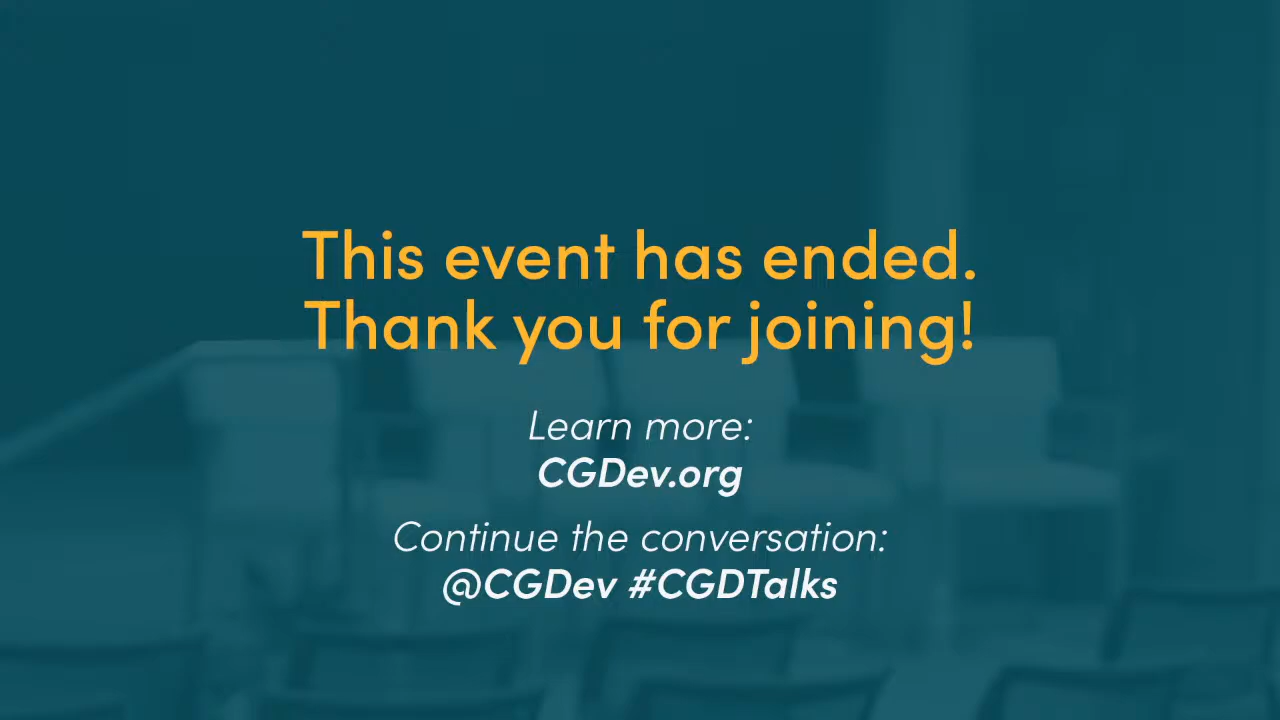 This event has ended.
Thank you for joining!
Learn more:
CGDev.org
Continue the conversation:
@CGDev #CGDTalks